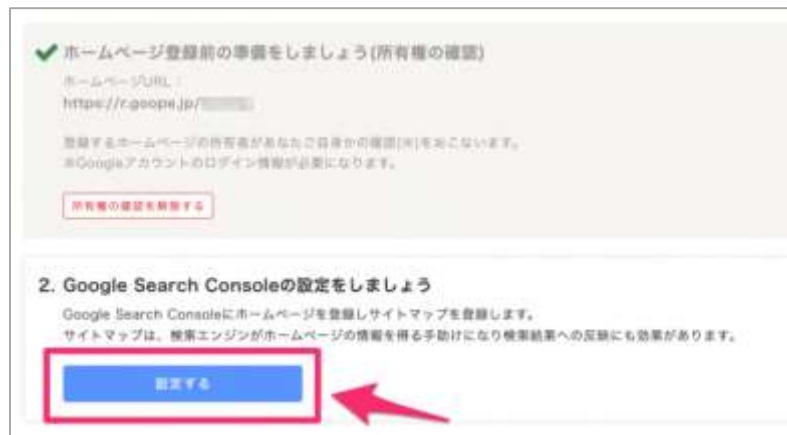 ホームページ登録前の準備をしましょう(所有権の確認)
ホームページURL：
https://r.goope.jp/
登録するホームページの所有者があなたご自身かの確認(※)をおこないます。
※Googleアカウントのログイン情報が必要になります。
所有権の確認を解除する
2. Google Search Consoleの設定をしましょう
Google Search Consoleにホームページを登録しサイトマップを登録します。
サイトマップは、検索エンジンがホームページの情報を得る手助けになり検索結果への反映にも効果があります。
設定する